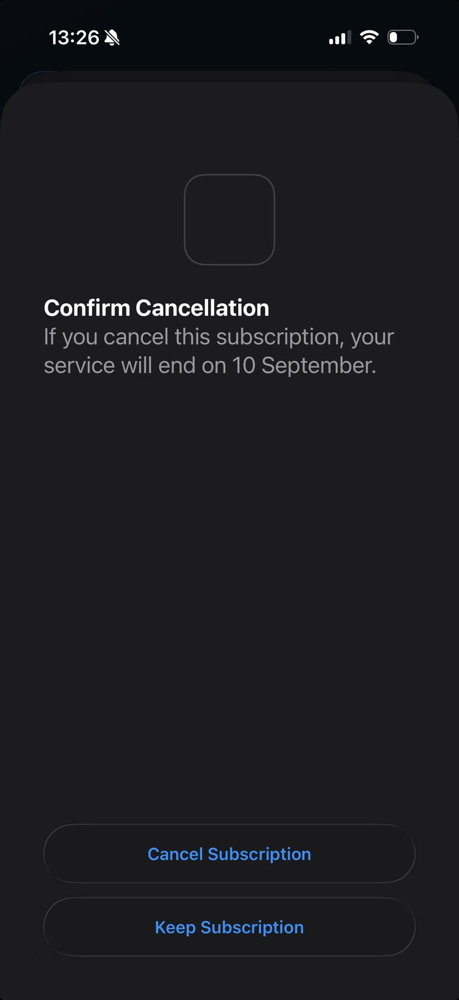 13:26
Confirm Cancellation
If you cancel this subscription, your
service will end on 10 September.
Cancel Subscription
Keep Subscription